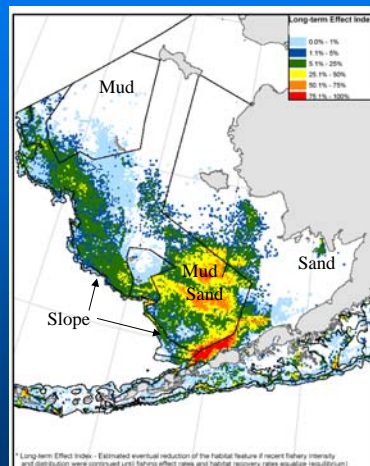 Long-term Effect Index
0.0% - 1%
1.1% - 5%
5.1% - 25%
25.1% - 50%
50.1% - 75%
75.1% - 100%
Mud
Mud
Sand
Sand
Slope
* Long-term Effect Index - Estimated eventual reduction of the habitat feature if recent fishery intensity
and distribution were continued until fishing effect rates and habitat recovery rates equalize (equilibrium)